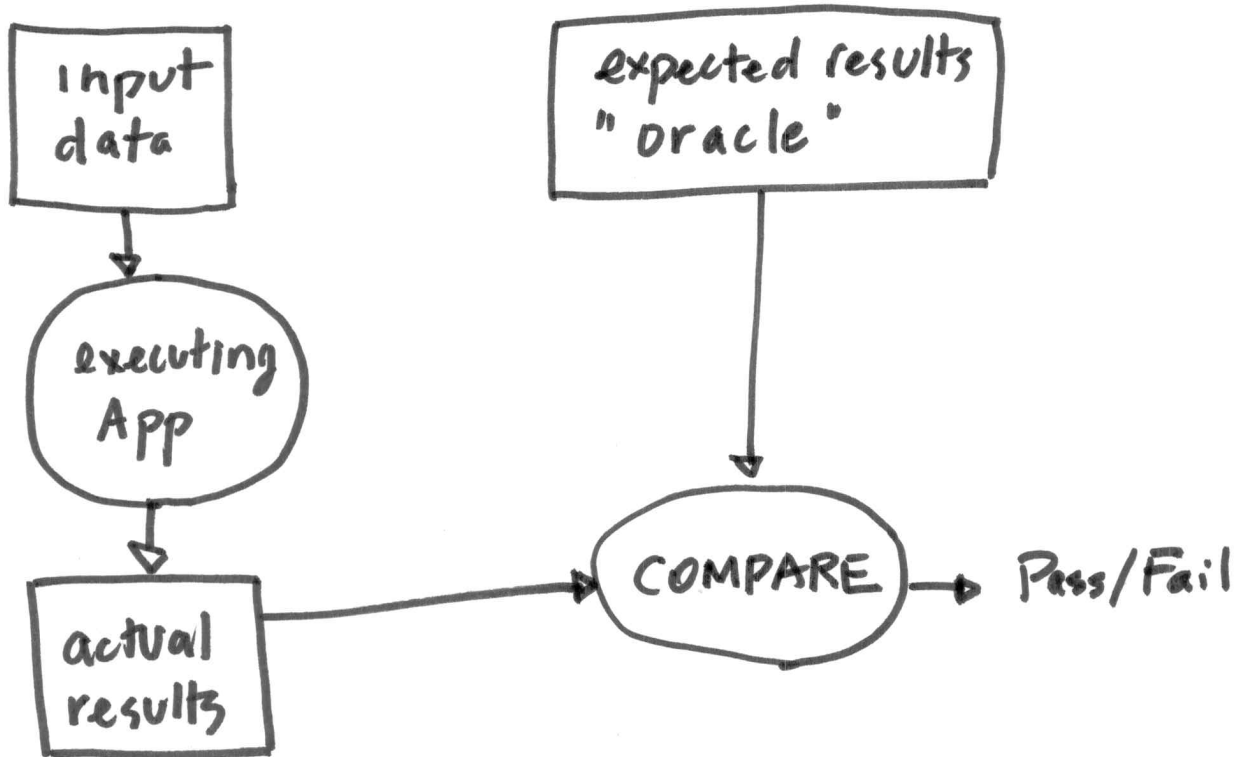 input
data
expected results
"oracle"
executing
App
actual
results
COMPARE
Pass/Fail